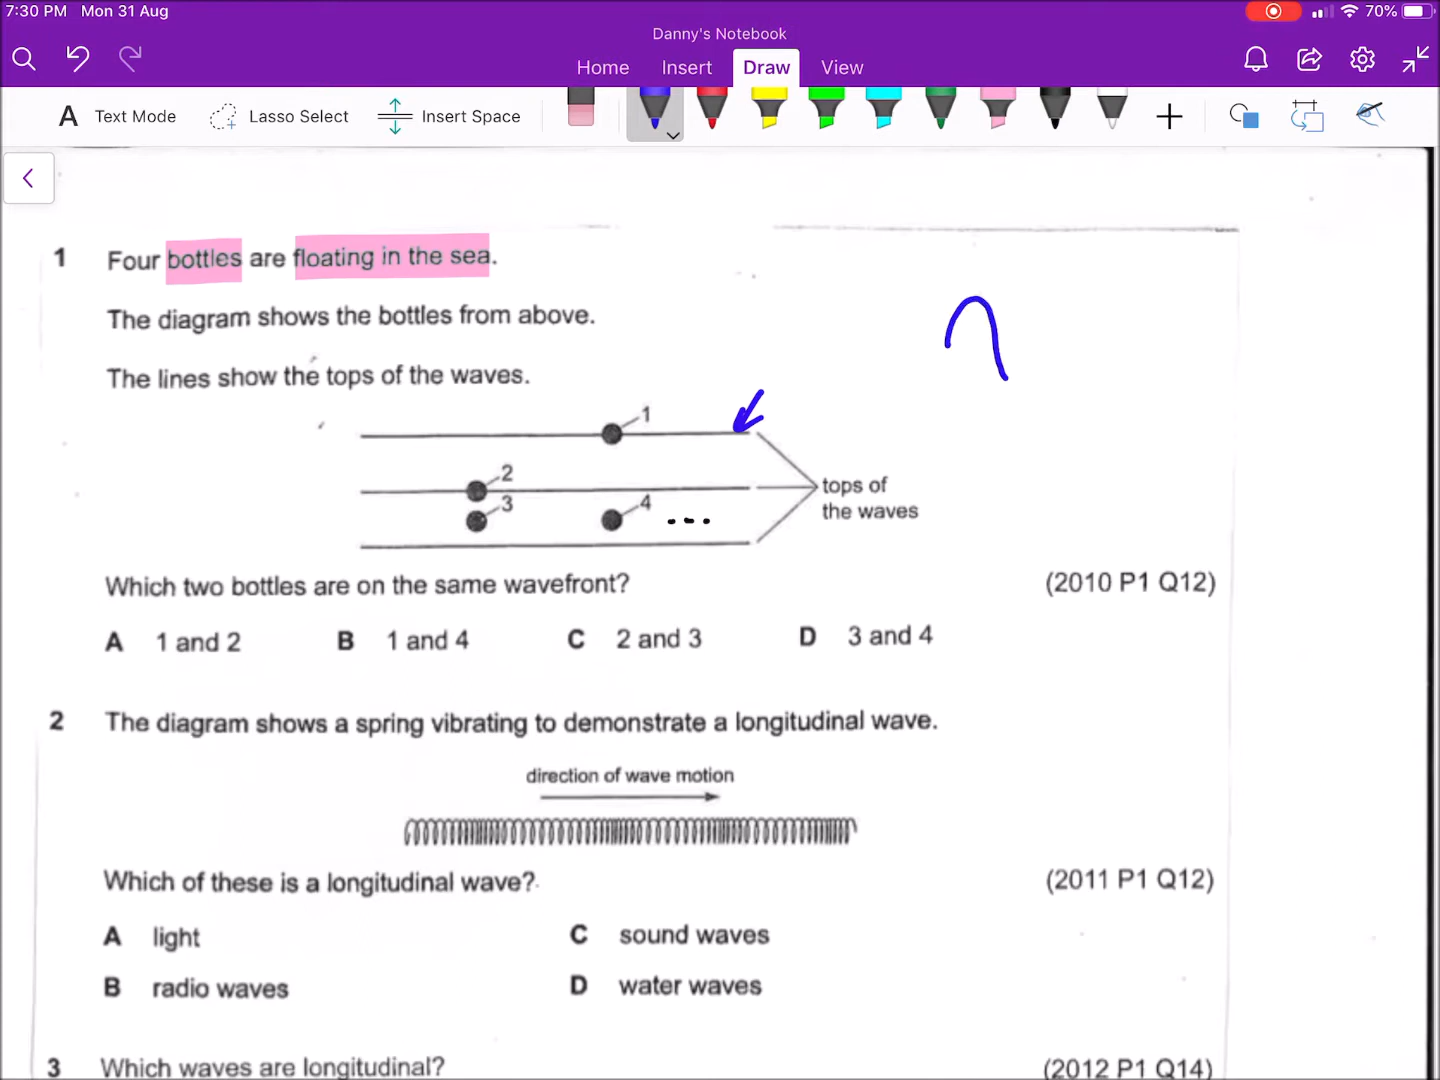 7:30 PM Mon 31 Aug
70%
Danny's Notebook
Home Insert Draw View
A Text Mode Lasso Select Insert Space
1 Four bottles are floating in the sea.
The diagram shows the bottles from above.
The lines show the tops of the waves.
1
2
3
4
tops of
the waves
Which two bottles are on the same wavefront? (2010 P1 Q12)
A 1 and 2 B 1 and 4 C 2 and 3 D 3 and 4
2 The diagram shows a spring vibrating to demonstrate a longitudinal wave.
direction of wave motion
Which of these is a longitudinal wave? (2011 P1 Q12)
A light C sound waves
B radio waves D water waves
3 Which waves are longitudinal? (2012 P1 Q14)